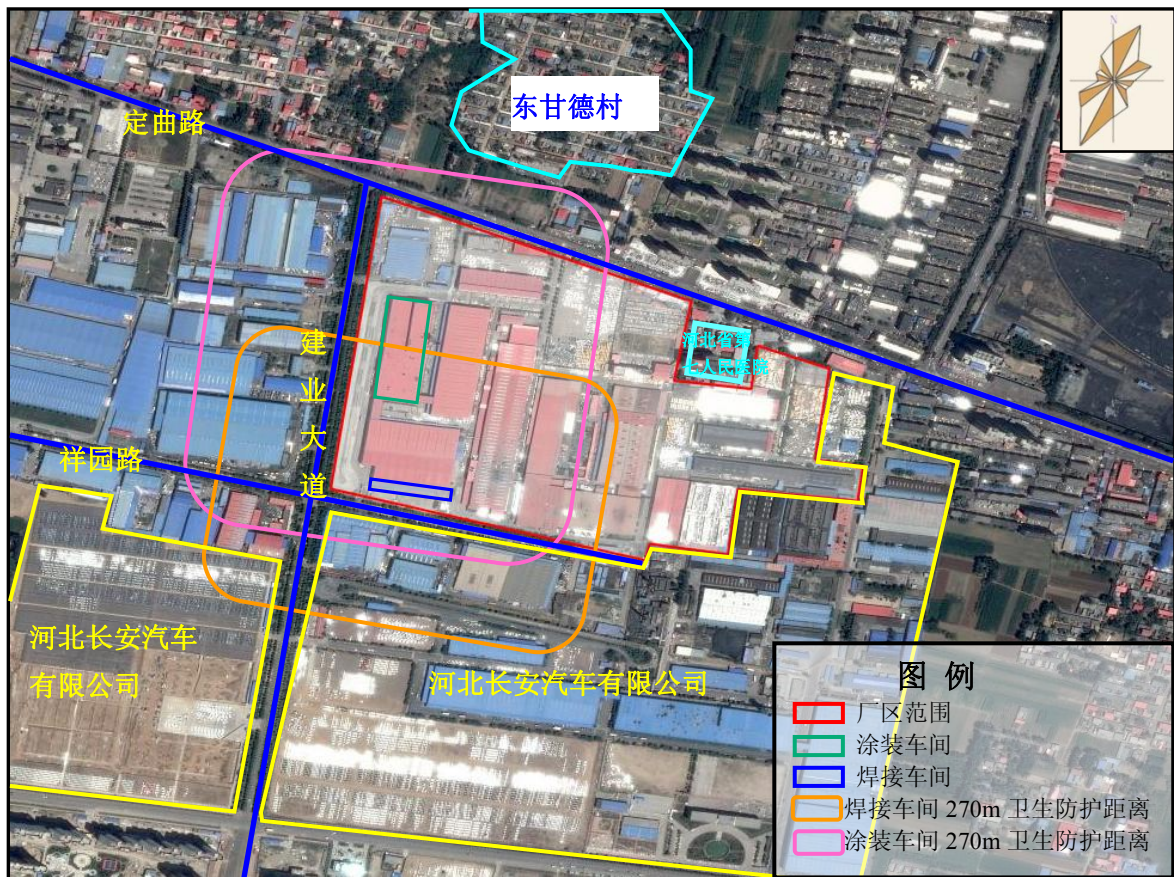 N
东甘德村
定曲路
河北省第
七人民医院
建
业
大
道
祥园路
河北长安汽车
有限公司
河北长安汽车有限公司
图 例
厂区范围
涂装车间
焊接车间
焊接车间 270m 卫生防护距离
涂装车间 270m 卫生防护距离